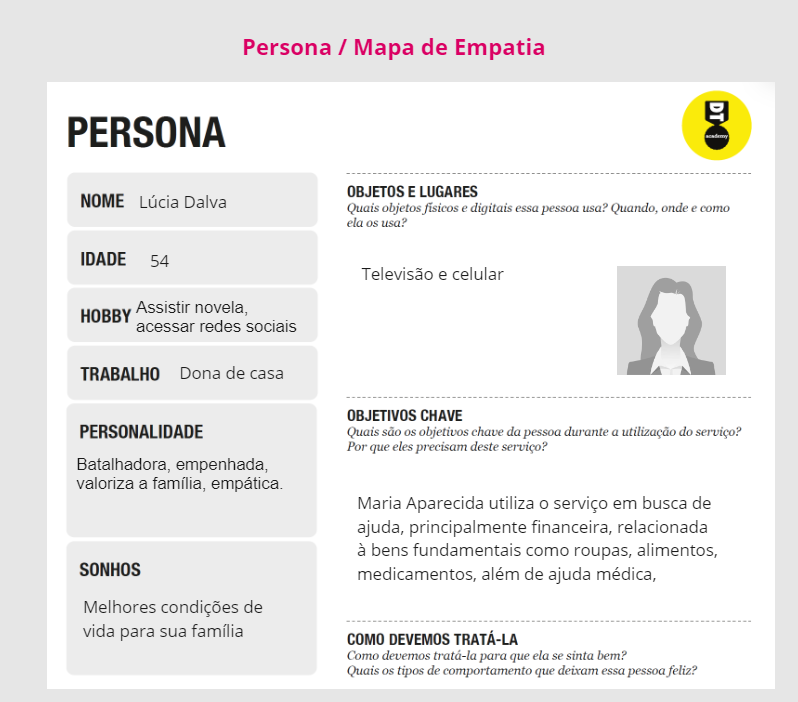 Persona / Mapa de Empatia
PERSONA
DT
academy
NOME Lúcia Dalva
IDADE 54
HOBBY Assistir novela,
acessar redes sociais
TRABALHO Dona de casa
PERSONALIDADE
Batalhadora, empenhada,
valoriza a família, empática.
SONHOS
Melhores condições de
vida para sua família
OBJETOS E LUGARES
Quais objetos físicos e digitais essa pessoa usa? Quando, onde e como
ela os usa?
Televisão e celular
OBJETIVOS CHAVE
Quais são os objetivos chave da pessoa durante a utilização do serviço?
Por que eles precisam deste serviço?
Maria Aparecida utiliza o serviço em busca de
ajuda, principalmente financeira, relacionada
à bens fundamentais como roupas, alimentos,
medicamentos, além de ajuda médica,
COMO DEVEMOS TRATÁ-LA
Como devemos tratá-la para que ela se sinta bem?
Quais os tipos de comportamento que deixam essa pessoa feliz?